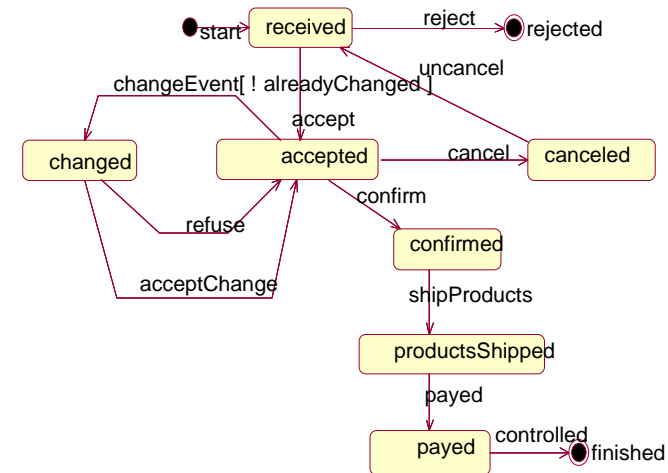 start
received
reject
rejected
uncancel
changeEvent[ ! alreadyChanged ]
accept
changed
accepted
cancel
canceled
refuse
confirm
confirmed
acceptChange
shipProducts
productsShipped
payed
payed
controlled
finished